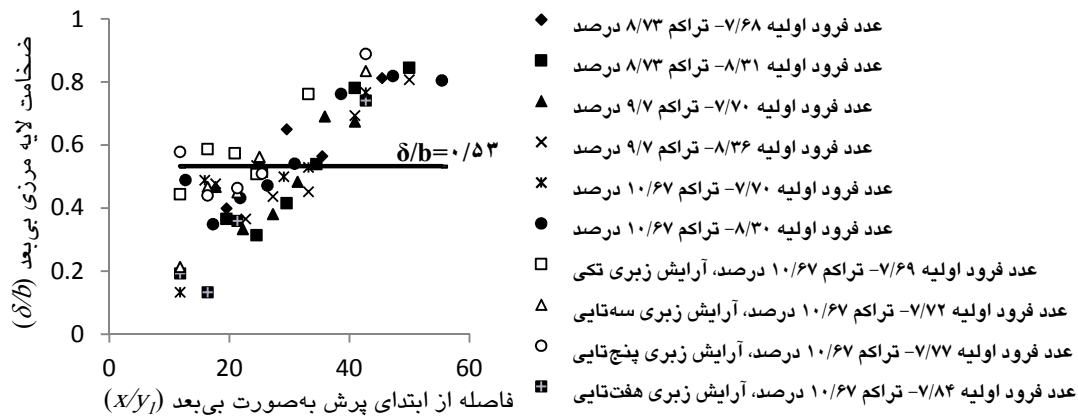 ضخامت لایه مرزی بی‌بعد (δ/b)
1
0.8
0.6
0.4
0.2
0
δ/b=۰/۵۳
0 20 40 60
فاصله از ابتدای پرش به‌صورت بی‌بعد (x/y1)
عدد فرود اولیه ۷/۶۸- تراکم ۸/۷۳ درصد
عدد فرود اولیه ۸/۳۱- تراکم ۸/۷۳ درصد
عدد فرود اولیه ۷/۷۰- تراکم ۹/۷ درصد
عدد فرود اولیه ۸/۳۶- تراکم ۹/۷ درصد
عدد فرود اولیه ۷/۷۰- تراکم ۱۰/۶۷ درصد
عدد فرود اولیه ۸/۳۰- تراکم ۱۰/۶۷ درصد
عدد فرود اولیه ۷/۶۹- تراکم ۱۰/۶۷ درصد، آرایش زبری تکی
عدد فرود اولیه ۷/۷۲- تراکم ۱۰/۶۷ درصد، آرایش زبری سه‌تایی
عدد فرود اولیه ۷/۷۷- تراکم ۱۰/۶۷ درصد، آرایش زبری پنج‌تایی
عدد فرود اولیه ۷/۸۴- تراکم ۱۰/۶۷ درصد، آرایش زبری هفت‌تایی